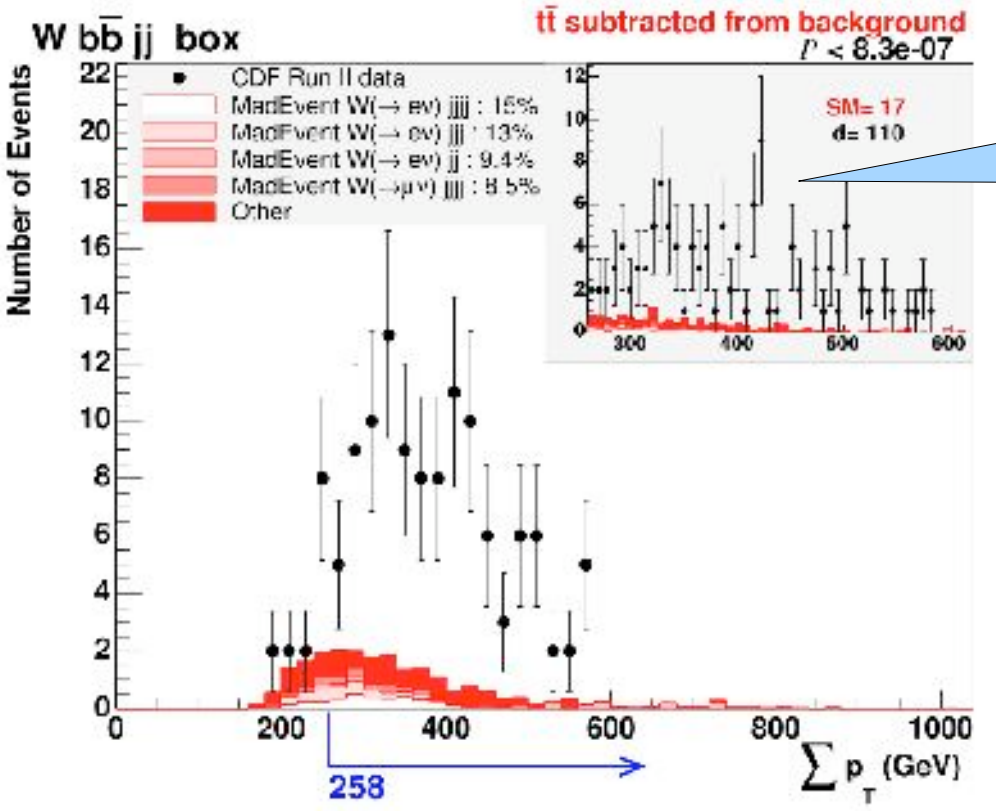 W bb̄ jj box
tt̄ subtracted from background
P < 8.3e-07
Number of Events
22
20
18
16
14
12
10
8
6
4
2
0
CDF Run II data
MadEvent W(→ eν) jjjj : 15%
MadEvent W(→ eν) jjj : 13%
MadEvent W(→ eν) jj : 9.4%
MadEvent W(→μν) jjjj : 8.5%
Other
12
10
8
6
4
2
0
SM= 17
d= 110
300 400 500 600
0 200 400 600 800 1000
258
∑ p_T (GeV)